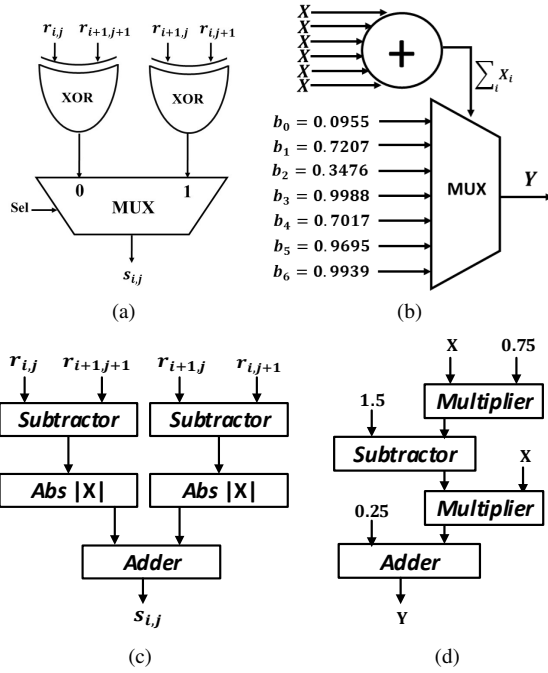 r_{i,j} r_{i+1,j+1} r_{i+1,j} r_{i,j+1}
XOR XOR
0 1
Sel MUX
s_{i,j}
(a)
X
X
X
X
X
X
+
∑_i X_i
b_0 = 0.0955
b_1 = 0.7207
b_2 = 0.3476
b_3 = 0.9988
b_4 = 0.7017
b_5 = 0.9695
b_6 = 0.9939
MUX
Y
(b)
r_{i,j} r_{i+1,j+1} r_{i+1,j} r_{i,j+1}
Subtractor Subtractor
Abs |X| Abs |X|
Adder
s_{i,j}
(c)
X 0.75
Multiplier
1.5
Subtractor
X
Multiplier
0.25
Adder
Y
(d)